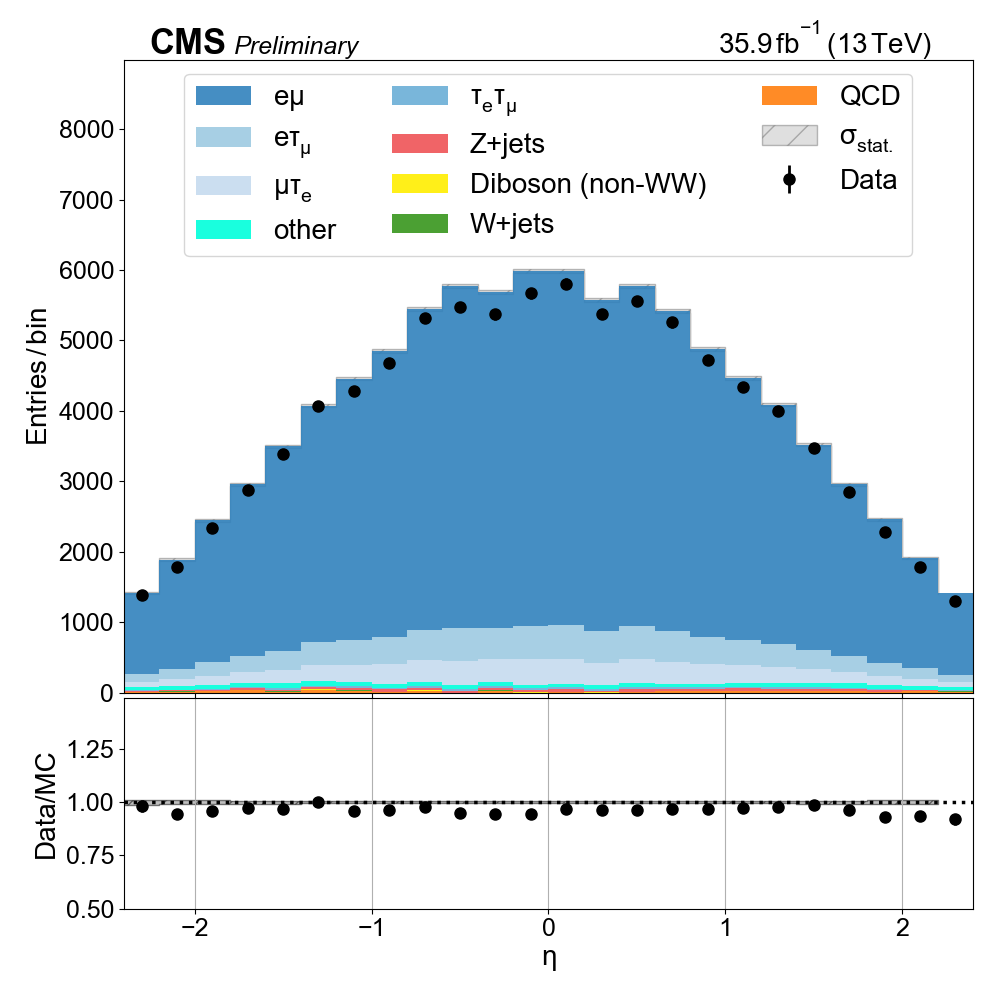 CMS Preliminary
35.9 fb⁻¹ (13 TeV)
eμ
eτμ
μτe
other
τeτμ
Z+jets
Diboson (non-WW)
W+jets
QCD
σstat.
Data
Entries / bin
8000
7000
6000
5000
4000
3000
2000
1000
0
Data/MC
1.25
1.00
0.75
0.50
−2
−1
0
1
2
η